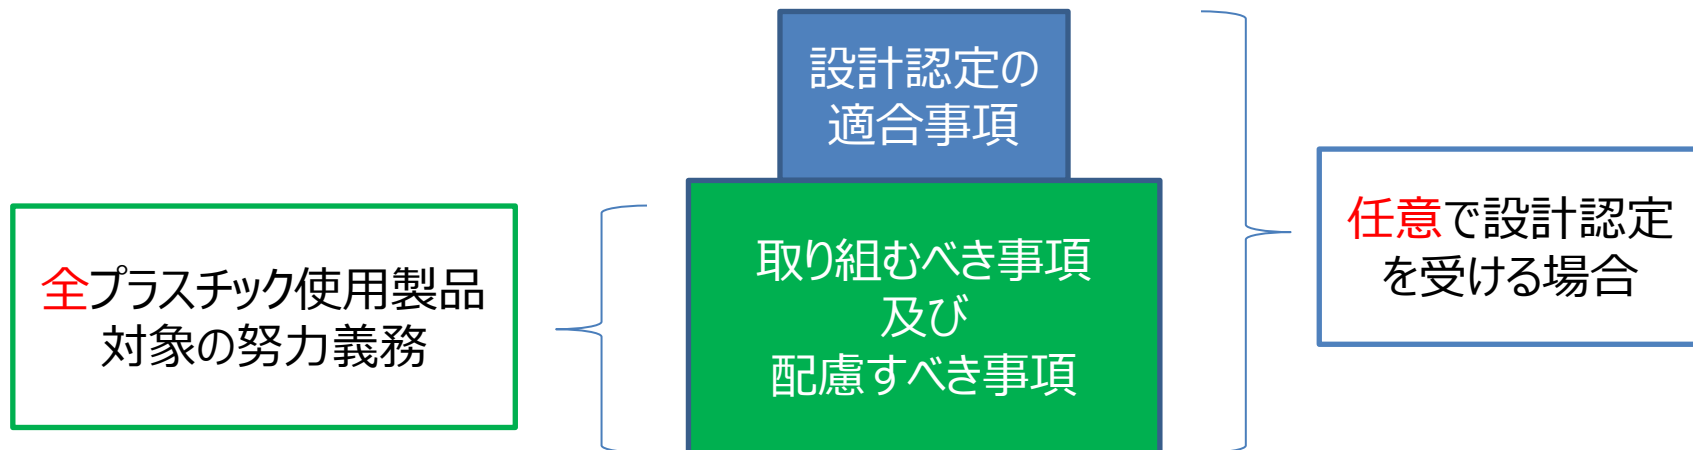 設計認定の
適合事項
取り組むべき事項
及び
配慮すべき事項
全プラスチック使用製品
対象の努力義務
任意で設計認定
を受ける場合